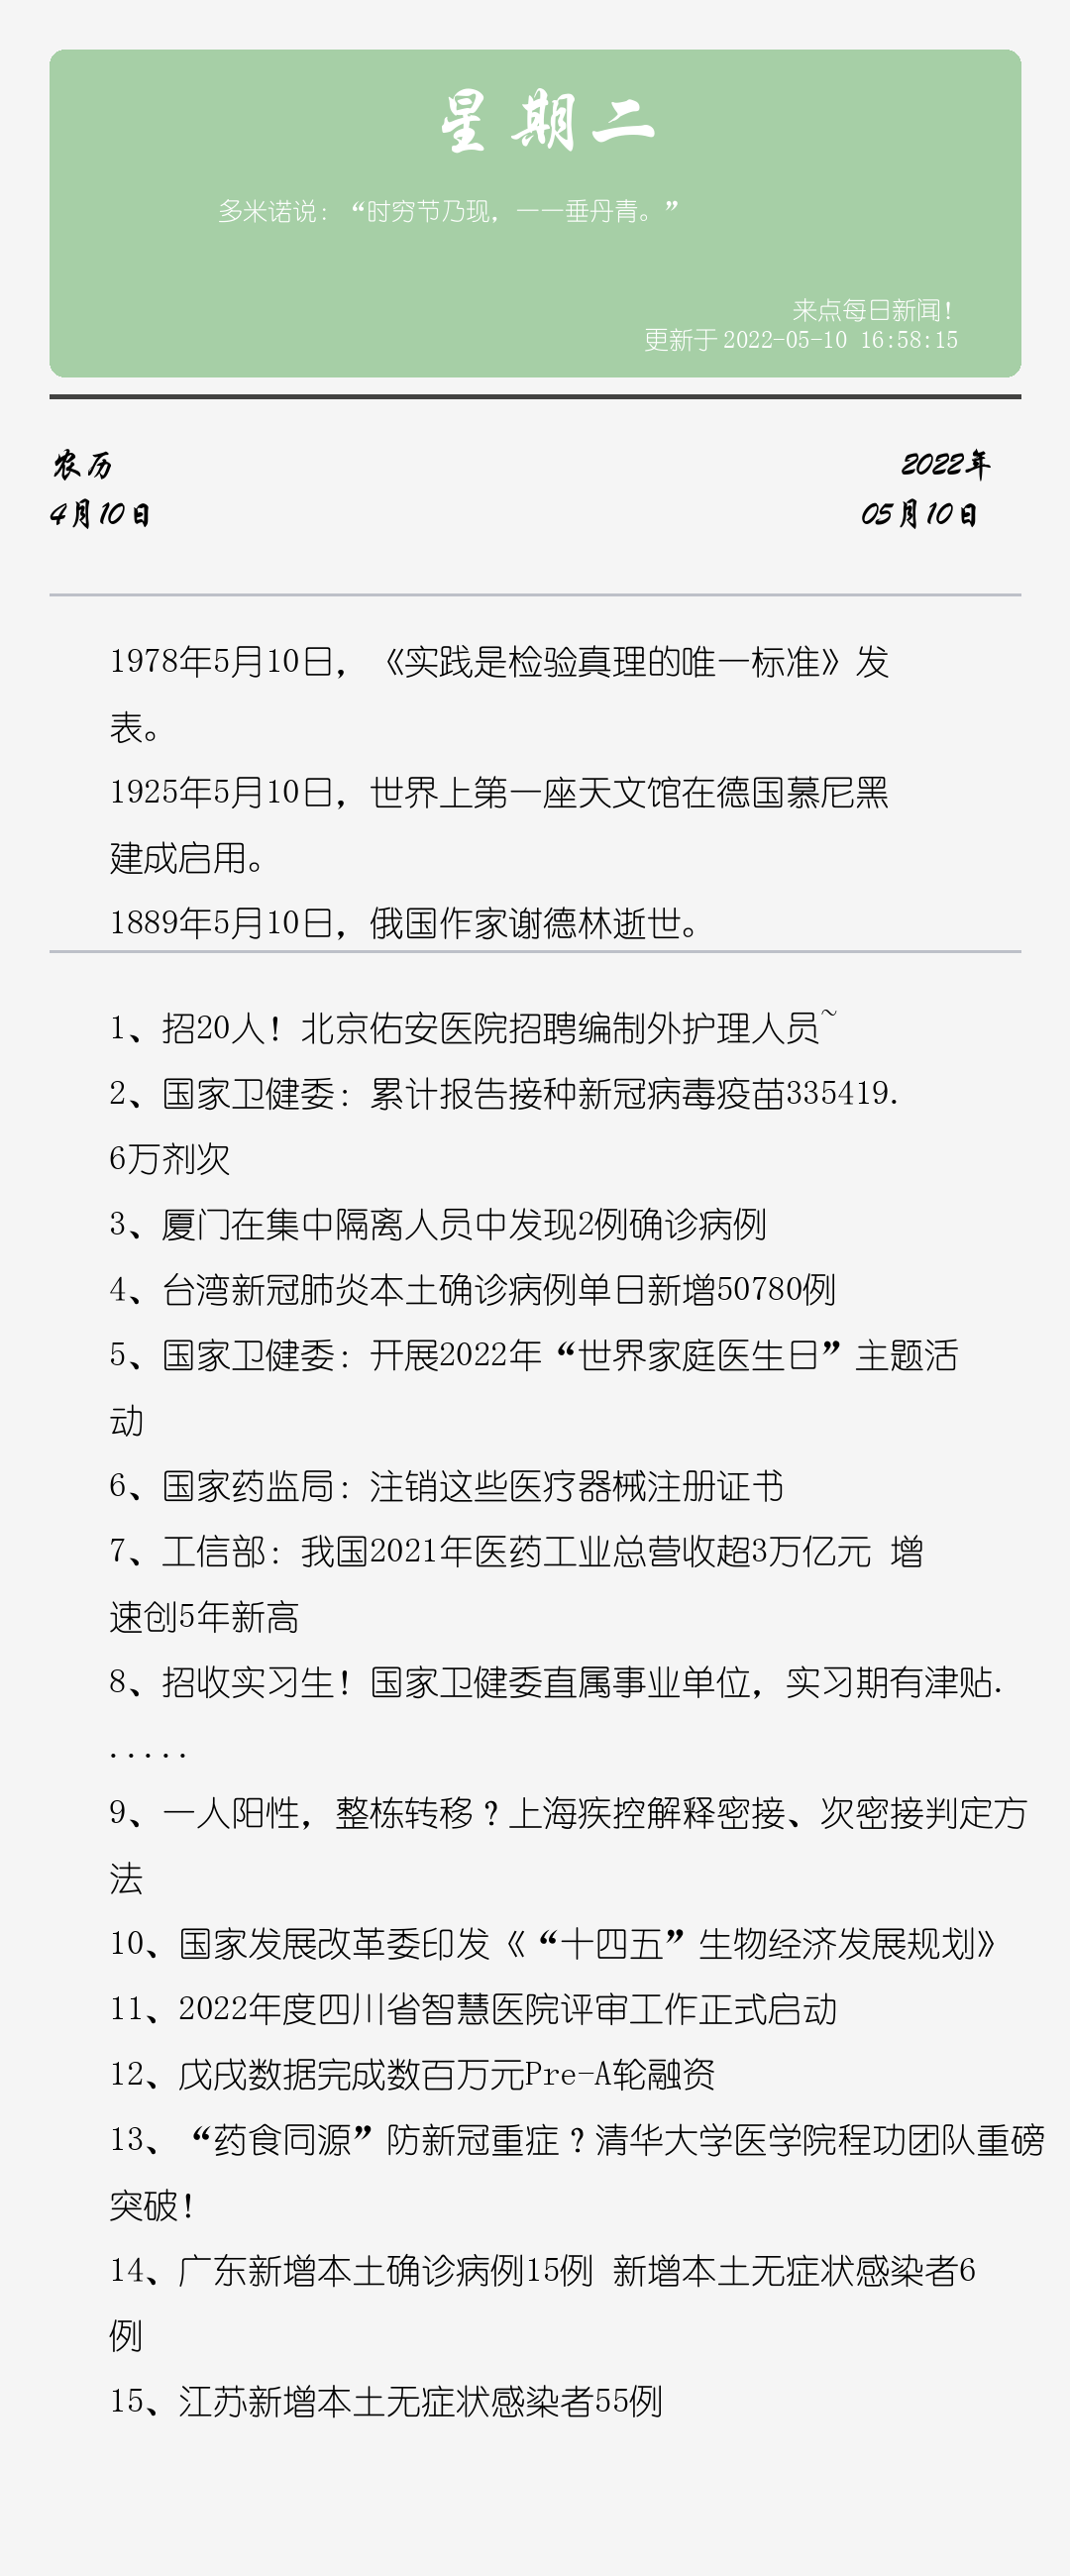 星期二
多米诺说：“时穷节乃现，一一垂丹青。”
来点每日新闻！
更新于 2022-05-10 16:58:15
农历
2022年
4月10日
05月10日
1978年5月10日，《实践是检验真理的唯一标准》发
表。
1925年5月10日，世界上第一座天文馆在德国慕尼黑
建成启用。
1889年5月10日，俄国作家谢德林逝世。
1、招20人！北京佑安医院招聘编制外护理人员~
2、国家卫健委：累计报告接种新冠病毒疫苗335419.
6万剂次
3、厦门在集中隔离人员中发现2例确诊病例
4、台湾新冠肺炎本土确诊病例单日新增50780例
5、国家卫健委：开展2022年“世界家庭医生日”主题活
动
6、国家药监局：注销这些医疗器械注册证书
7、工信部：我国2021年医药工业总营收超3万亿元 增
速创5年新高
8、招收实习生！国家卫健委直属事业单位，实习期有津贴.
.....
9、一人阳性，整栋转移？上海疾控解释密接、次密接判定方
法
10、国家发展改革委印发《“十四五”生物经济发展规划》
11、2022年度四川省智慧医院评审工作正式启动
12、戊戌数据完成数百万元Pre-A轮融资
13、“药食同源”防新冠重症？清华大学医学院程功团队重磅
突破！
14、广东新增本土确诊病例15例 新增本土无症状感染者6
例
15、江苏新增本土无症状感染者55例